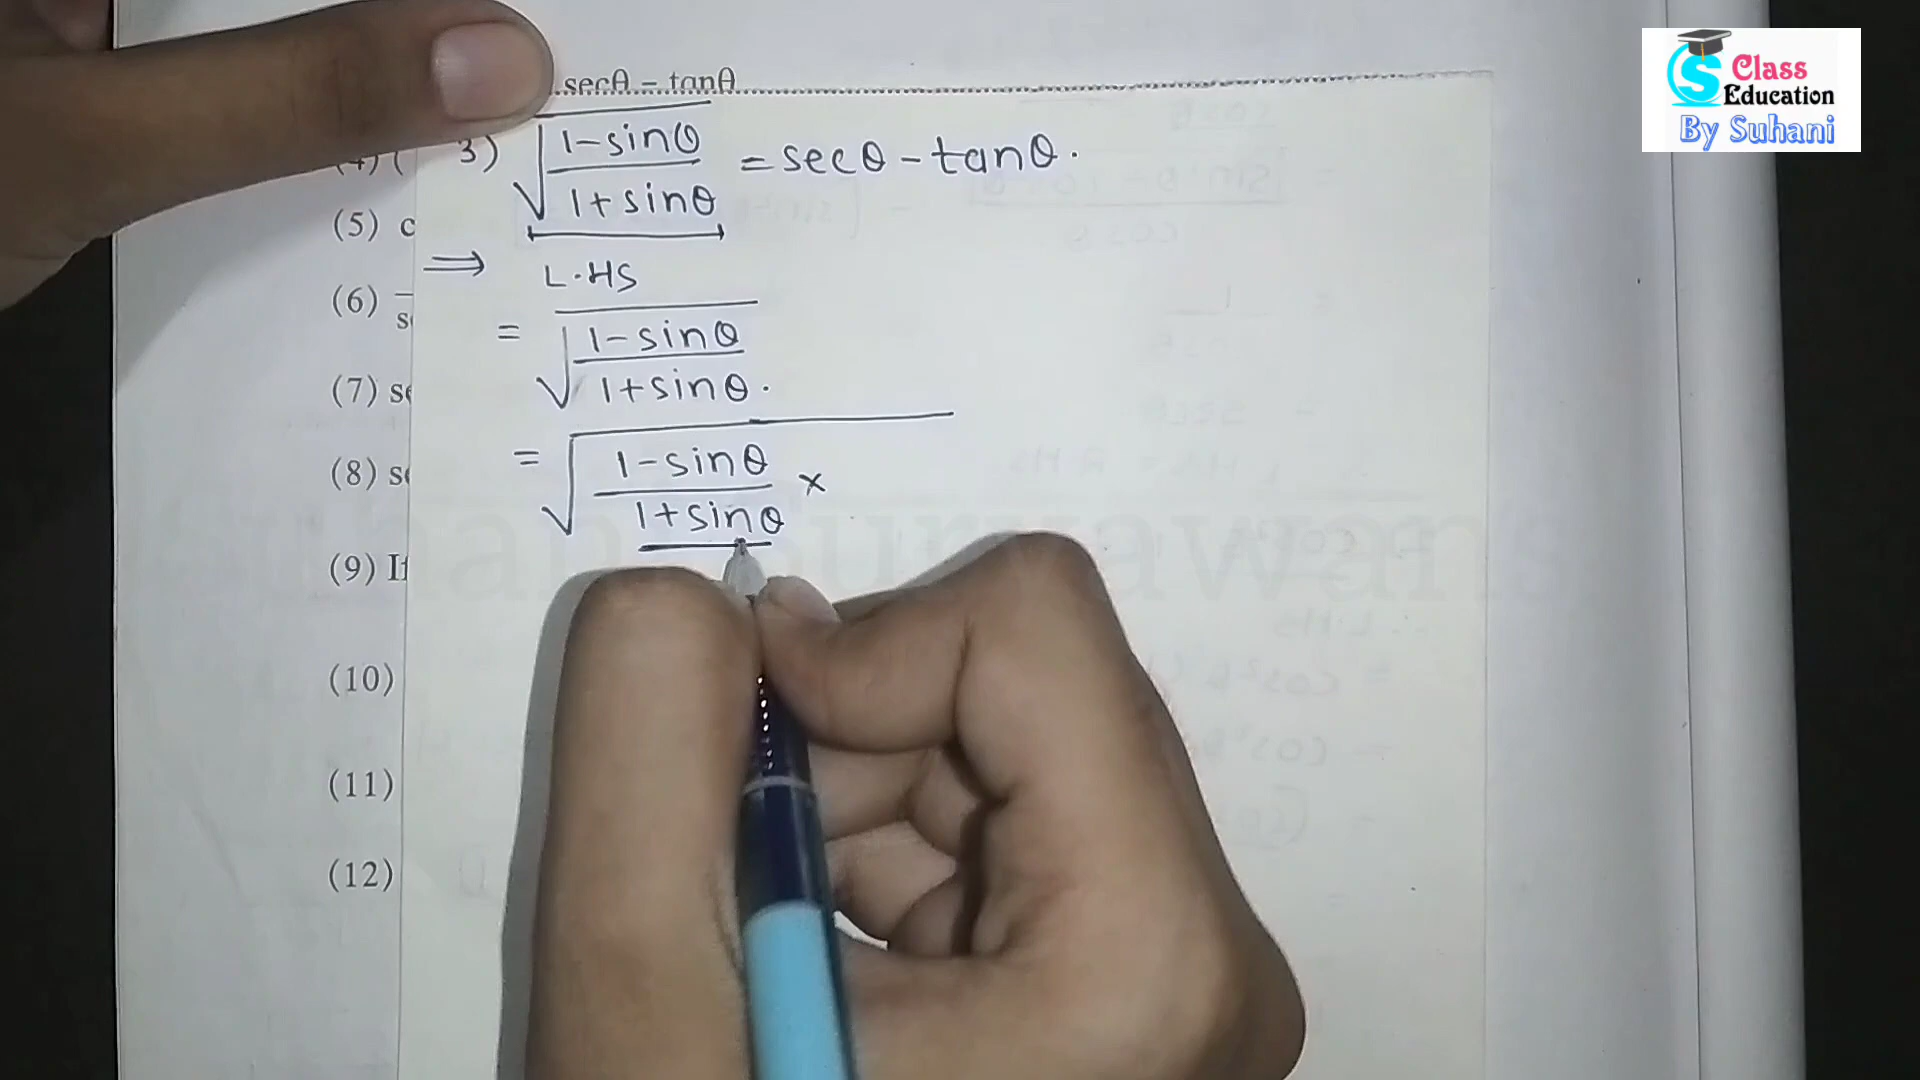 Class
Education
By Suhani
secθ – tanθ
3) √(1-sinθ / 1+sinθ) = secθ - tanθ.
(5) c
⇒ L.HS
(6)
= √(1-sinθ / 1+sinθ.)
(7) se
= √(1-sinθ / 1+sinθ ×
(8) se
(9) If
(10)
(11)
(12)